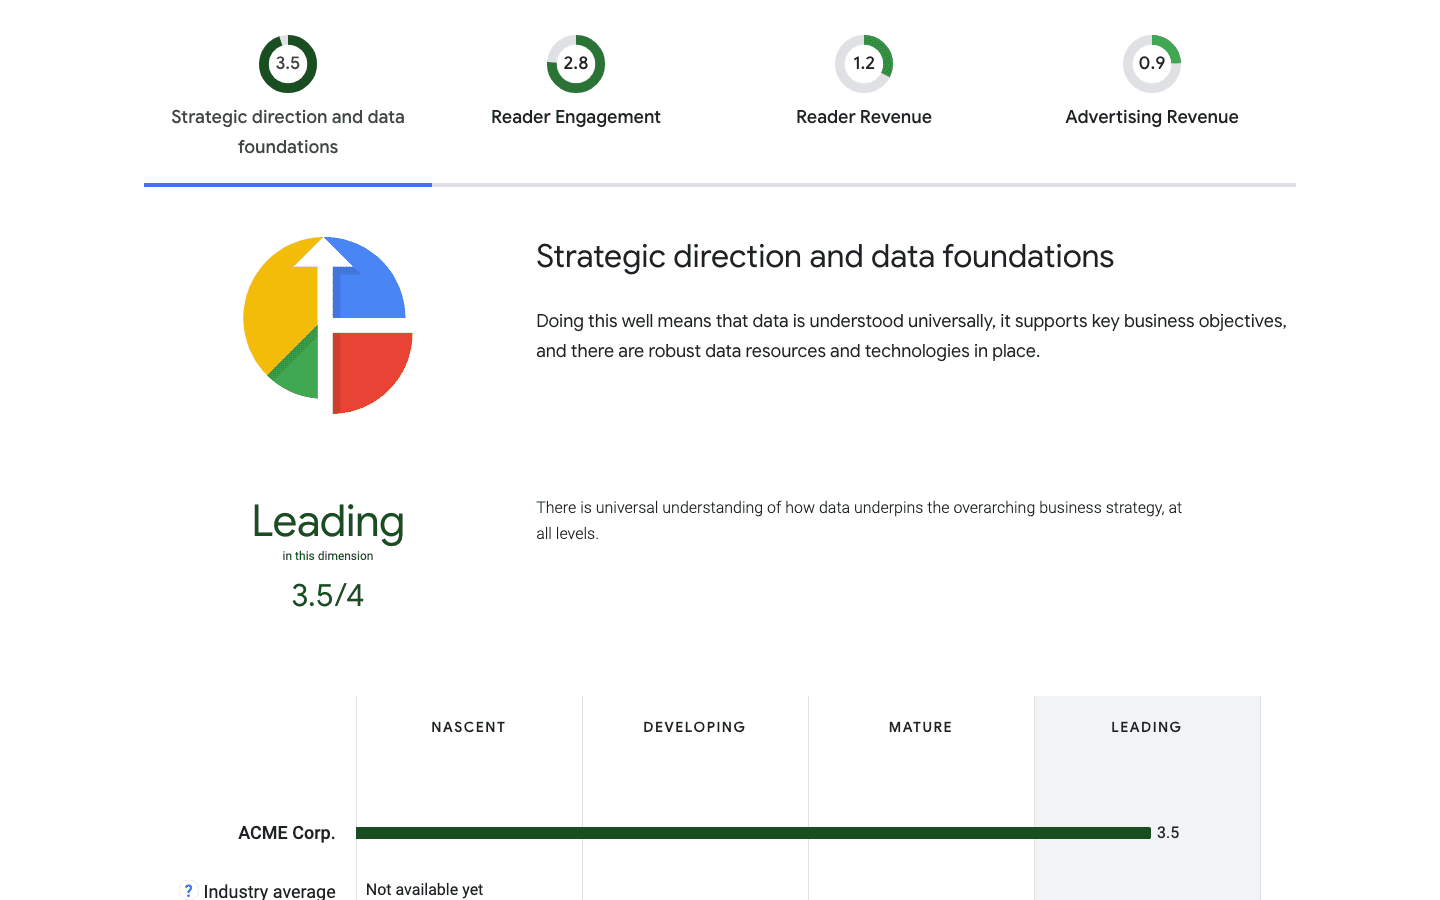 3.5
Strategic direction and data
foundations
2.8
Reader Engagement
1.2
Reader Revenue
0.9
Advertising Revenue
Strategic direction and data foundations
Doing this well means that data is understood universally, it supports key business objectives,
and there are robust data resources and technologies in place.
Leading
in this dimension
3.5/4
There is universal understanding of how data underpins the overarching business strategy, at
all levels.
NASCENT
DEVELOPING
MATURE
LEADING
ACME Corp.
3.5
? Industry average
Not available yet